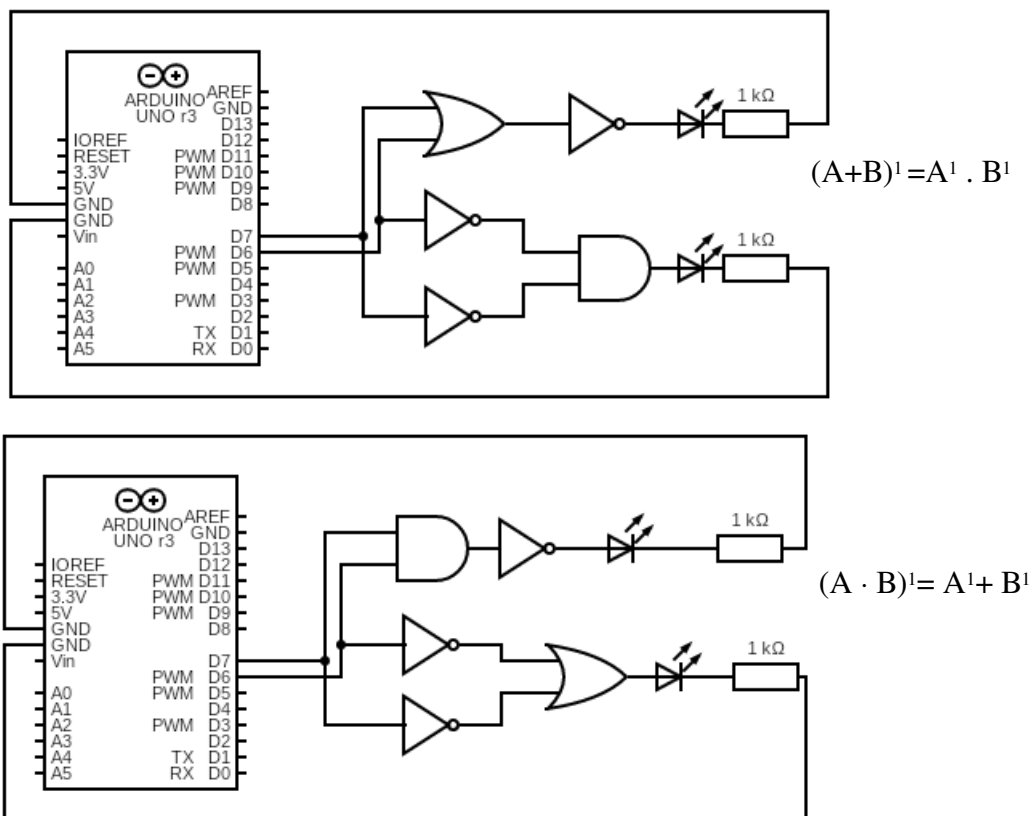 ARDUINO
UNO r3
AREF
GND
D13
IOREF
D12
RESET
PWM D11
3.3V
PWM D10
5V
PWM D9
GND
D8
GND
Vin
D7
PWM D6
A0
PWM D5
A1
D4
A2
PWM D3
A3
D2
A4
TX D1
A5
RX D0
1 kΩ
(A+B)¹ =A¹ . B¹
1 kΩ
ARDUINO
UNO r3
AREF
GND
D13
IOREF
D12
RESET
PWM D11
3.3V
PWM D10
5V
PWM D9
GND
D8
GND
Vin
D7
PWM D6
A0
PWM D5
A1
D4
A2
PWM D3
A3
D2
A4
TX D1
A5
RX D0
1 kΩ
(A · B)¹= A¹+ B¹
1 kΩ